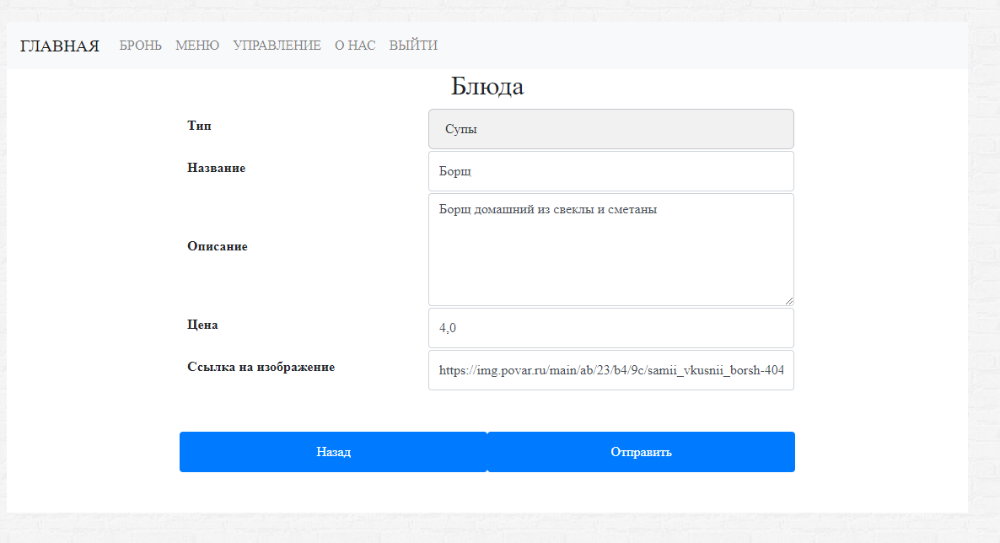 ГЛАВНАЯ БРОНЬ МЕНЮ УПРАВЛЕНИЕ О НАС ВЫЙТИ
Блюда
Тип Супы
Название Борщ
Борщ домашний из свеклы и сметаны
Описание
Цена 4,0
Ссылка на изображение https://img.povar.ru/main/ab/23/b4/9c/samii_vkusnii_borsh-404
Назад Отправить